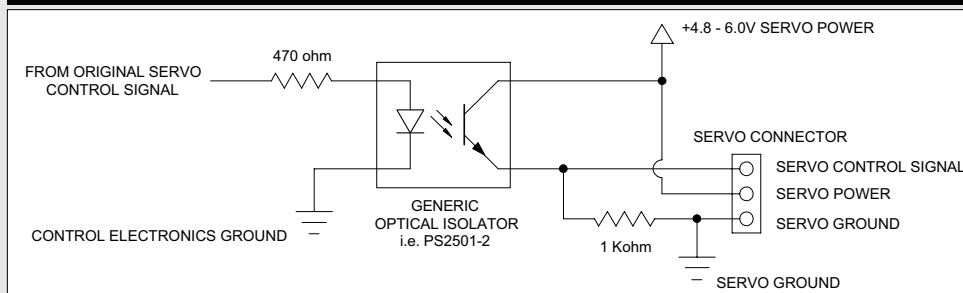 +4.8 - 6.0V SERVO POWER
470 ohm
FROM ORIGINAL SERVO
CONTROL SIGNAL
SERVO CONNECTOR
SERVO CONTROL SIGNAL
SERVO POWER
SERVO GROUND
GENERIC
OPTICAL ISOLATOR
i.e. PS2501-2
CONTROL ELECTRONICS GROUND
1 Kohm
SERVO GROUND